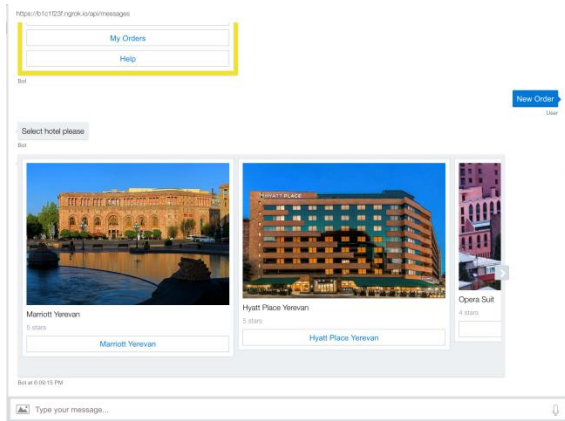 https://b1c1f23f.ngrok.io/api/messages
My Orders
Help
Bot
New Order
User
Select hotel please
Bot
HYATT PLACE
Marriott Yerevan
5 stars
Marriott Yerevan
Hyatt Place Yerevan
5 stars
Hyatt Place Yerevan
Opera Suit
4 stars
Bot at 6:09:15 PM
Type your message...